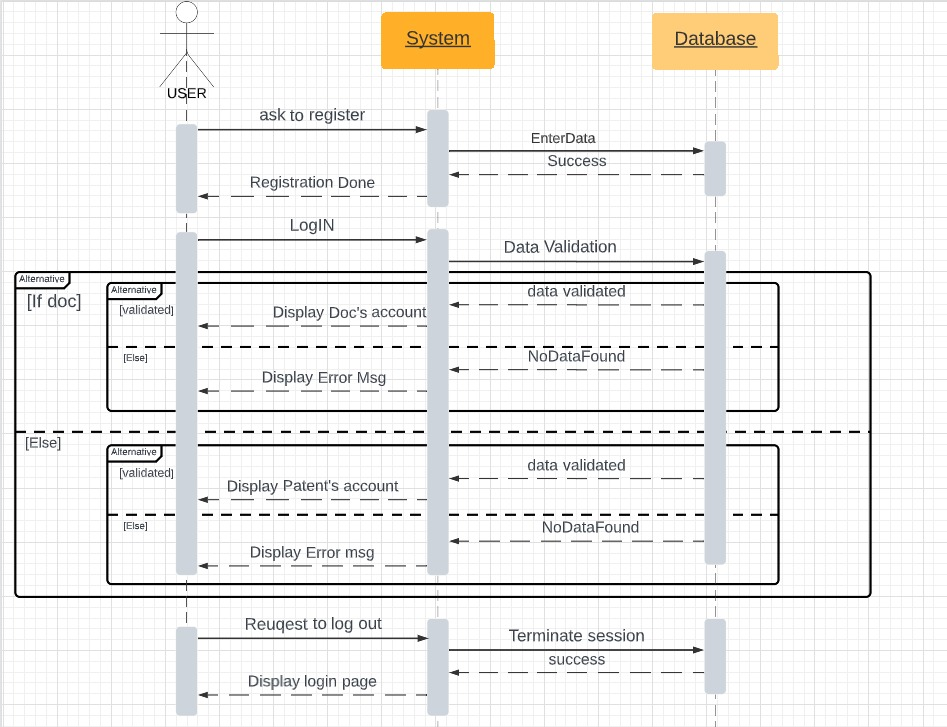 System
Database
USER
ask to register
EnterData
Success
Registration Done
LogIN
Data Validation
Alternative
[If doc]
Alternative
[validated]
data validated
Display Doc's account
[Else]
NoDataFound
Display Error Msg
[Else]
Alternative
[validated]
data validated
Display Patent's account
[Else]
NoDataFound
Display Error msg
Reuqest to log out
Terminate session
success
Display login page